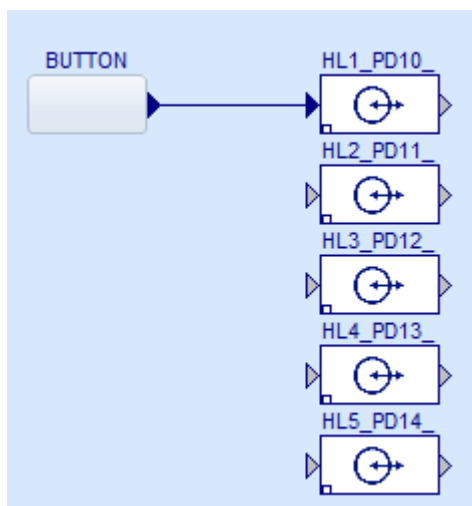 BUTTON
HL1_PD10_
HL2_PD11_
HL3_PD12_
HL4_PD13_
HL5_PD14_